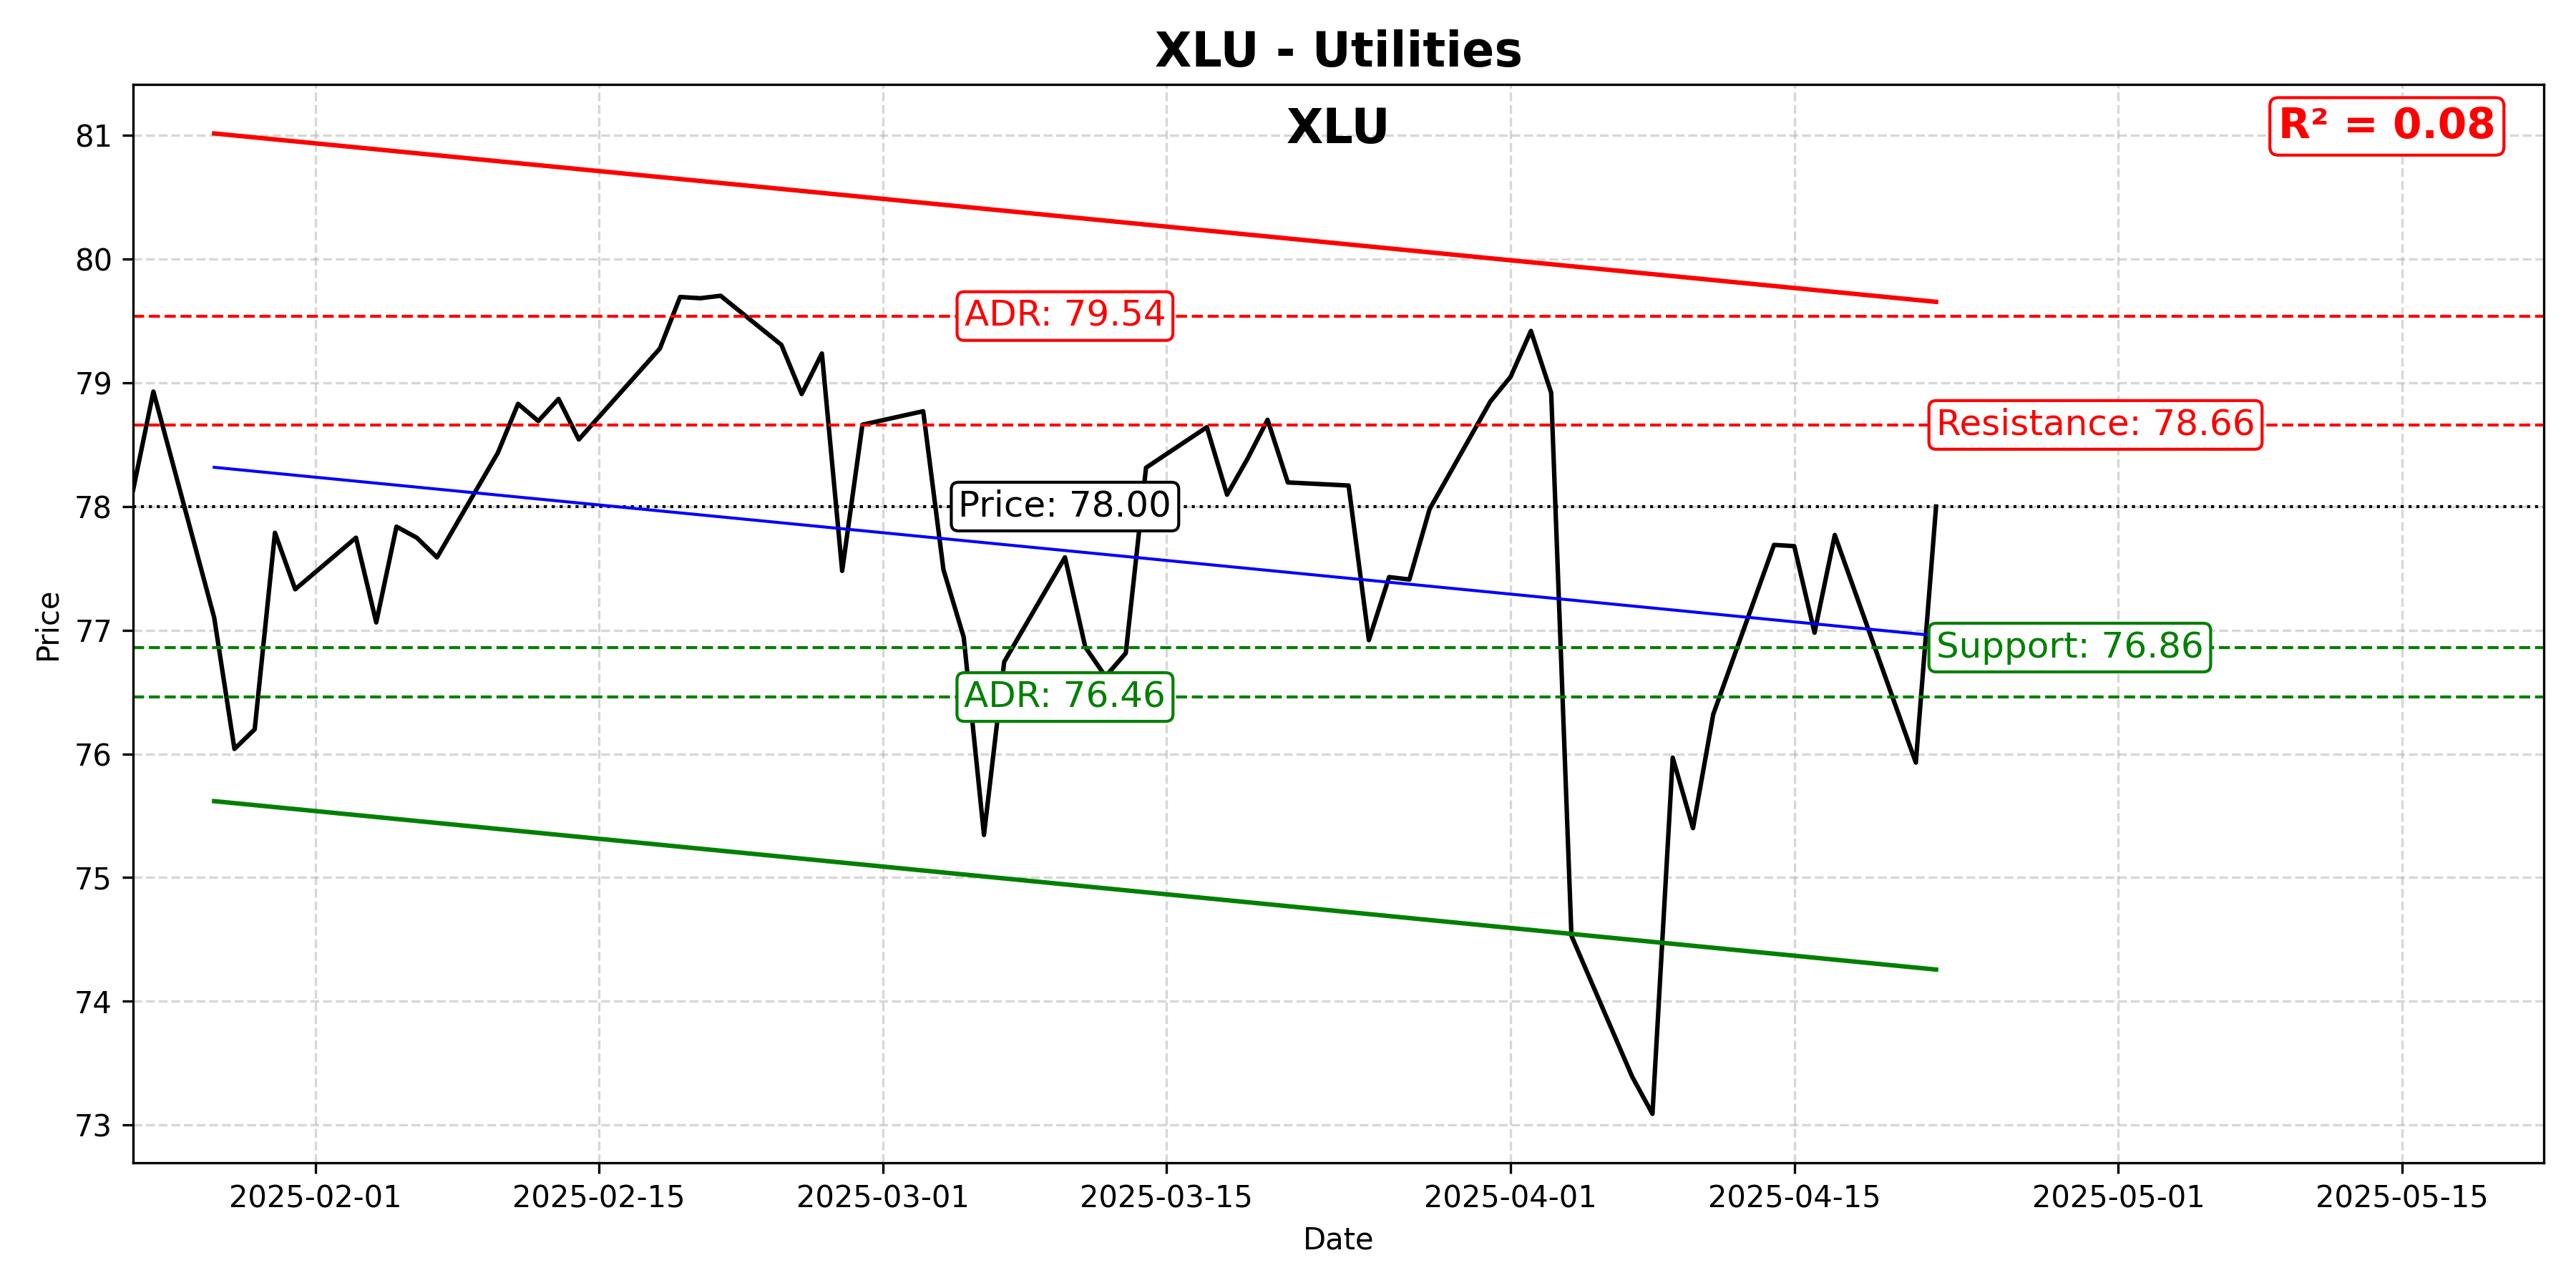 XLU - Utilities
XLU
R² = 0.08
81
80
79
78
77
76
75
74
73
Price
ADR: 79.54
Resistance: 78.66
Price: 78.00
Support: 76.86
ADR: 76.46
2025-02-01
2025-02-15
2025-03-01
2025-03-15
2025-04-01
2025-04-15
2025-05-01
2025-05-15
Date